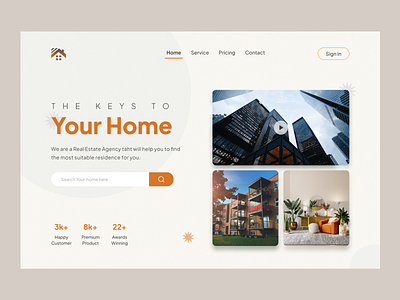 Home Service Pricing Contact Sign in
THE KEYS TO
Your Home
We are a Real Estate Agency taht will help you to find
the most suitable residence for you.
Search Your home here
3k+ 8k+ 22+
Happy Premium Awards
Customer Product Winning